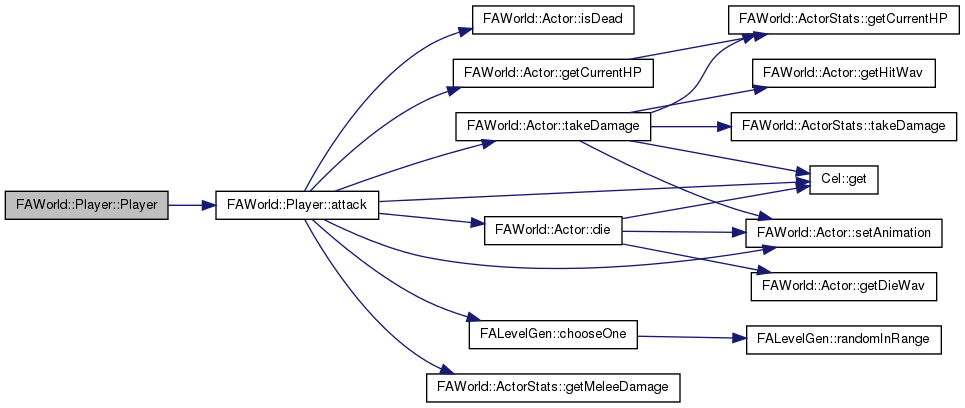 FAWorld::Player::Player
FAWorld::Player::attack
FAWorld::Actor::isDead
FAWorld::Actor::getCurrentHP
FAWorld::Actor::takeDamage
FAWorld::Actor::die
FALevelGen::chooseOne
FAWorld::ActorStats::getMeleeDamage
FAWorld::ActorStats::getCurrentHP
FAWorld::Actor::getHitWav
FAWorld::ActorStats::takeDamage
Cel::get
FAWorld::Actor::setAnimation
FAWorld::Actor::getDieWav
FALevelGen::randomInRange